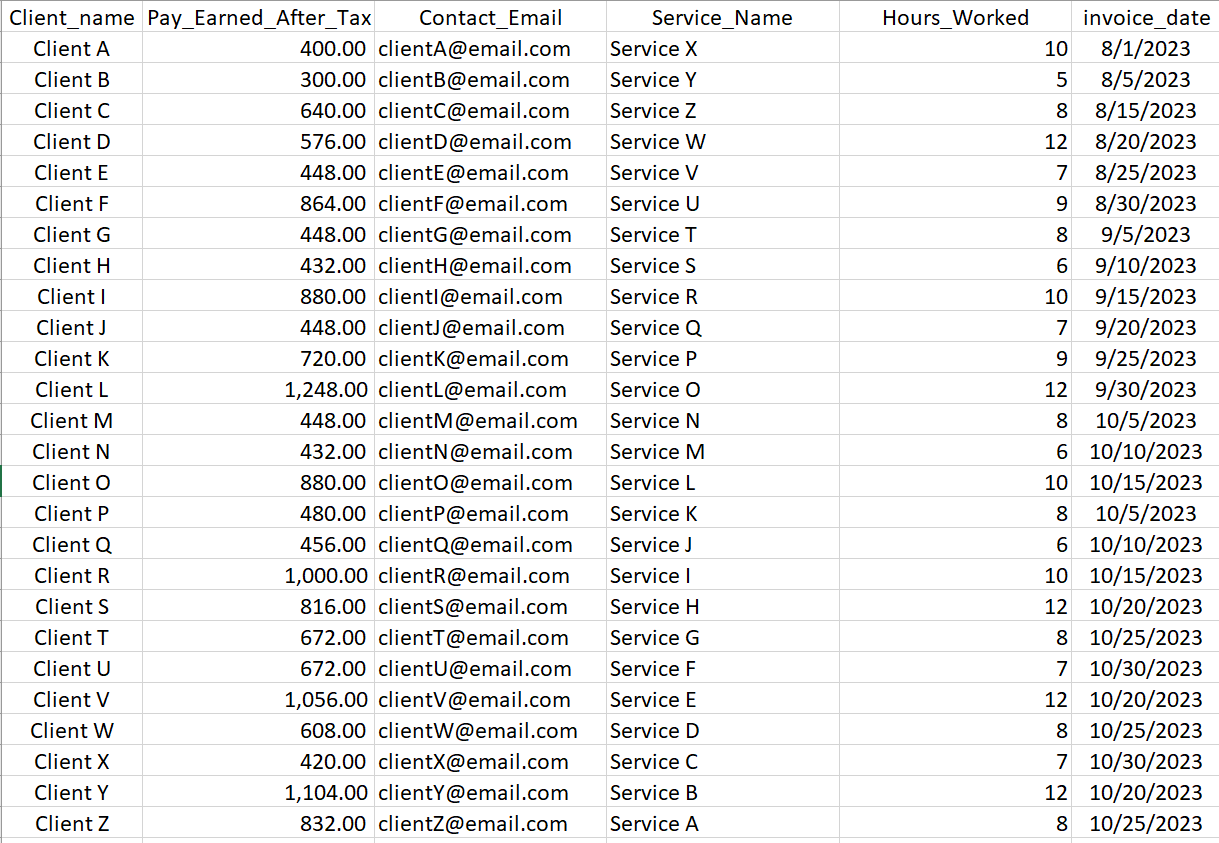 Client_name Pay_Earned_After_Tax Contact_Email Service_Name Hours_Worked invoice_date
Client A 400.00 clientA@email.com Service X 10 8/1/2023
Client B 300.00 clientB@email.com Service Y 5 8/5/2023
Client C 640.00 clientC@email.com Service Z 8 8/15/2023
Client D 576.00 clientD@email.com Service W 12 8/20/2023
Client E 448.00 clientE@email.com Service V 7 8/25/2023
Client F 864.00 clientF@email.com Service U 9 8/30/2023
Client G 448.00 clientG@email.com Service T 8 9/5/2023
Client H 432.00 clientH@email.com Service S 6 9/10/2023
Client I 880.00 clientI@email.com Service R 10 9/15/2023
Client J 448.00 clientJ@email.com Service Q 7 9/20/2023
Client K 720.00 clientK@email.com Service P 9 9/25/2023
Client L 1,248.00 clientL@email.com Service O 12 9/30/2023
Client M 448.00 clientM@email.com Service N 8 10/5/2023
Client N 432.00 clientN@email.com Service M 6 10/10/2023
Client O 880.00 clientO@email.com Service L 10 10/15/2023
Client P 480.00 clientP@email.com Service K 8 10/5/2023
Client Q 456.00 clientQ@email.com Service J 6 10/10/2023
Client R 1,000.00 clientR@email.com Service I 10 10/15/2023
Client S 816.00 clientS@email.com Service H 12 10/20/2023
Client T 672.00 clientT@email.com Service G 8 10/25/2023
Client U 672.00 clientU@email.com Service F 7 10/30/2023
Client V 1,056.00 clientV@email.com Service E 12 10/20/2023
Client W 608.00 clientW@email.com Service D 8 10/25/2023
Client X 420.00 clientX@email.com Service C 7 10/30/2023
Client Y 1,104.00 clientY@email.com Service B 12 10/20/2023
Client Z 832.00 clientZ@email.com Service A 8 10/25/2023